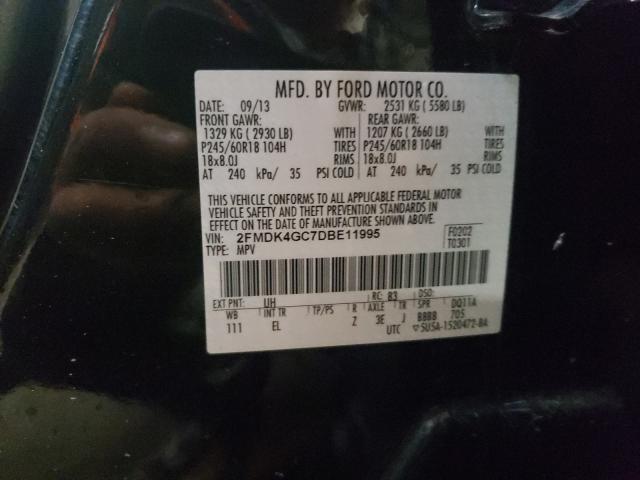 MFD. BY FORD MOTOR CO.
DATE: 09/13 GVWR: 2531 KG ( 5580 LB)
FRONT GAWR: REAR GAWR:
1329 KG ( 2930 LB) WITH 1207 KG ( 2660 LB) WITH
P245/60R18 104H TIRES P245/60R18 104H TIRES
18x8.0J RIMS 18x8.0J RIMS
AT 240 kPa/ 35 PSI COLD AT 240 kPa/ 35 PSI COLD
THIS VEHICLE CONFORMS TO ALL APPLICABLE FEDERAL MOTOR
VEHICLE SAFETY AND THEFT PREVENTION STANDARDS IN
EFFECT ON THE DATE OF MANUFACTURE SHOWN ABOVE.
VIN: 2FMDK4GC7DBE11995 F0202
TYPE: MPV T0301
EXT PNT: UH RC: 83 DSO:
WB INT TR TP/PS R AXLE TR SPR DQ11A
111 EL Z 3E J BBBB 705
UTC ▽5USA-1520472-BA